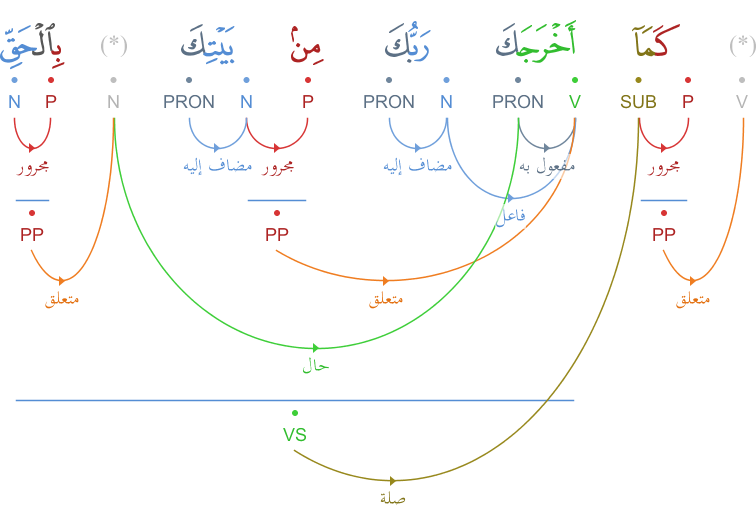 (*) كَمَآ أَخْرَجَكَ رَبُّكَ مِنۢ بَيْتِكَ (*) بِٱلْحَقِّ
V P SUB V PRON N PRON P N PRON N P N
مجرور مفعول به مضاف إليه مجرور مضاف إليه مجرور
PP فاعل PP PP
متعلق متعلق متعلق
حال
VS
صلة